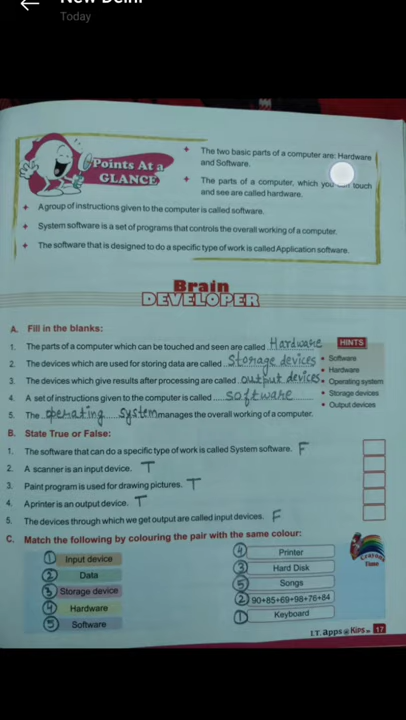 Today
Points At a
GLANCE
+ The two basic parts of a computer are: Hardware
and Software.
+ The parts of a computer, which you can touch
and see are called hardware.
+ A group of instructions given to the computer is called software.
+ System software is a set of programs that controls the overall working of a computer.
+ The software that is designed to do a specific type of work is called Application software.
Brain
DEVELOPER
A. Fill in the blanks:
1. The parts of a computer which can be touched and seen are called Hardware
2. The devices which are used for storing data are called Storage devices
3. The devices which give results after processing are called output devices.
4. A set of instructions given to the computer is called software
5. The operating system manages the overall working of a computer.
HINTS
• Software
• Hardware
• Operating system
• Storage devices
• Output devices
B. State True or False:
1. The software that can do a specific type of work is called System software. F
2. A scanner is an input device. T
3. Paint program is used for drawing pictures. T
4. A printer is an output device. T
5. The devices through which we get output are called input devices. F
C. Match the following by colouring the pair with the same colour:
1 Input device
2 Data
3 Storage device
4 Hardware
5 Software
4 Printer
3 Hard Disk
5 Songs
2 90+85+69+98+76+84
1 Keyboard
Time
I.T. apps @ Kips 17